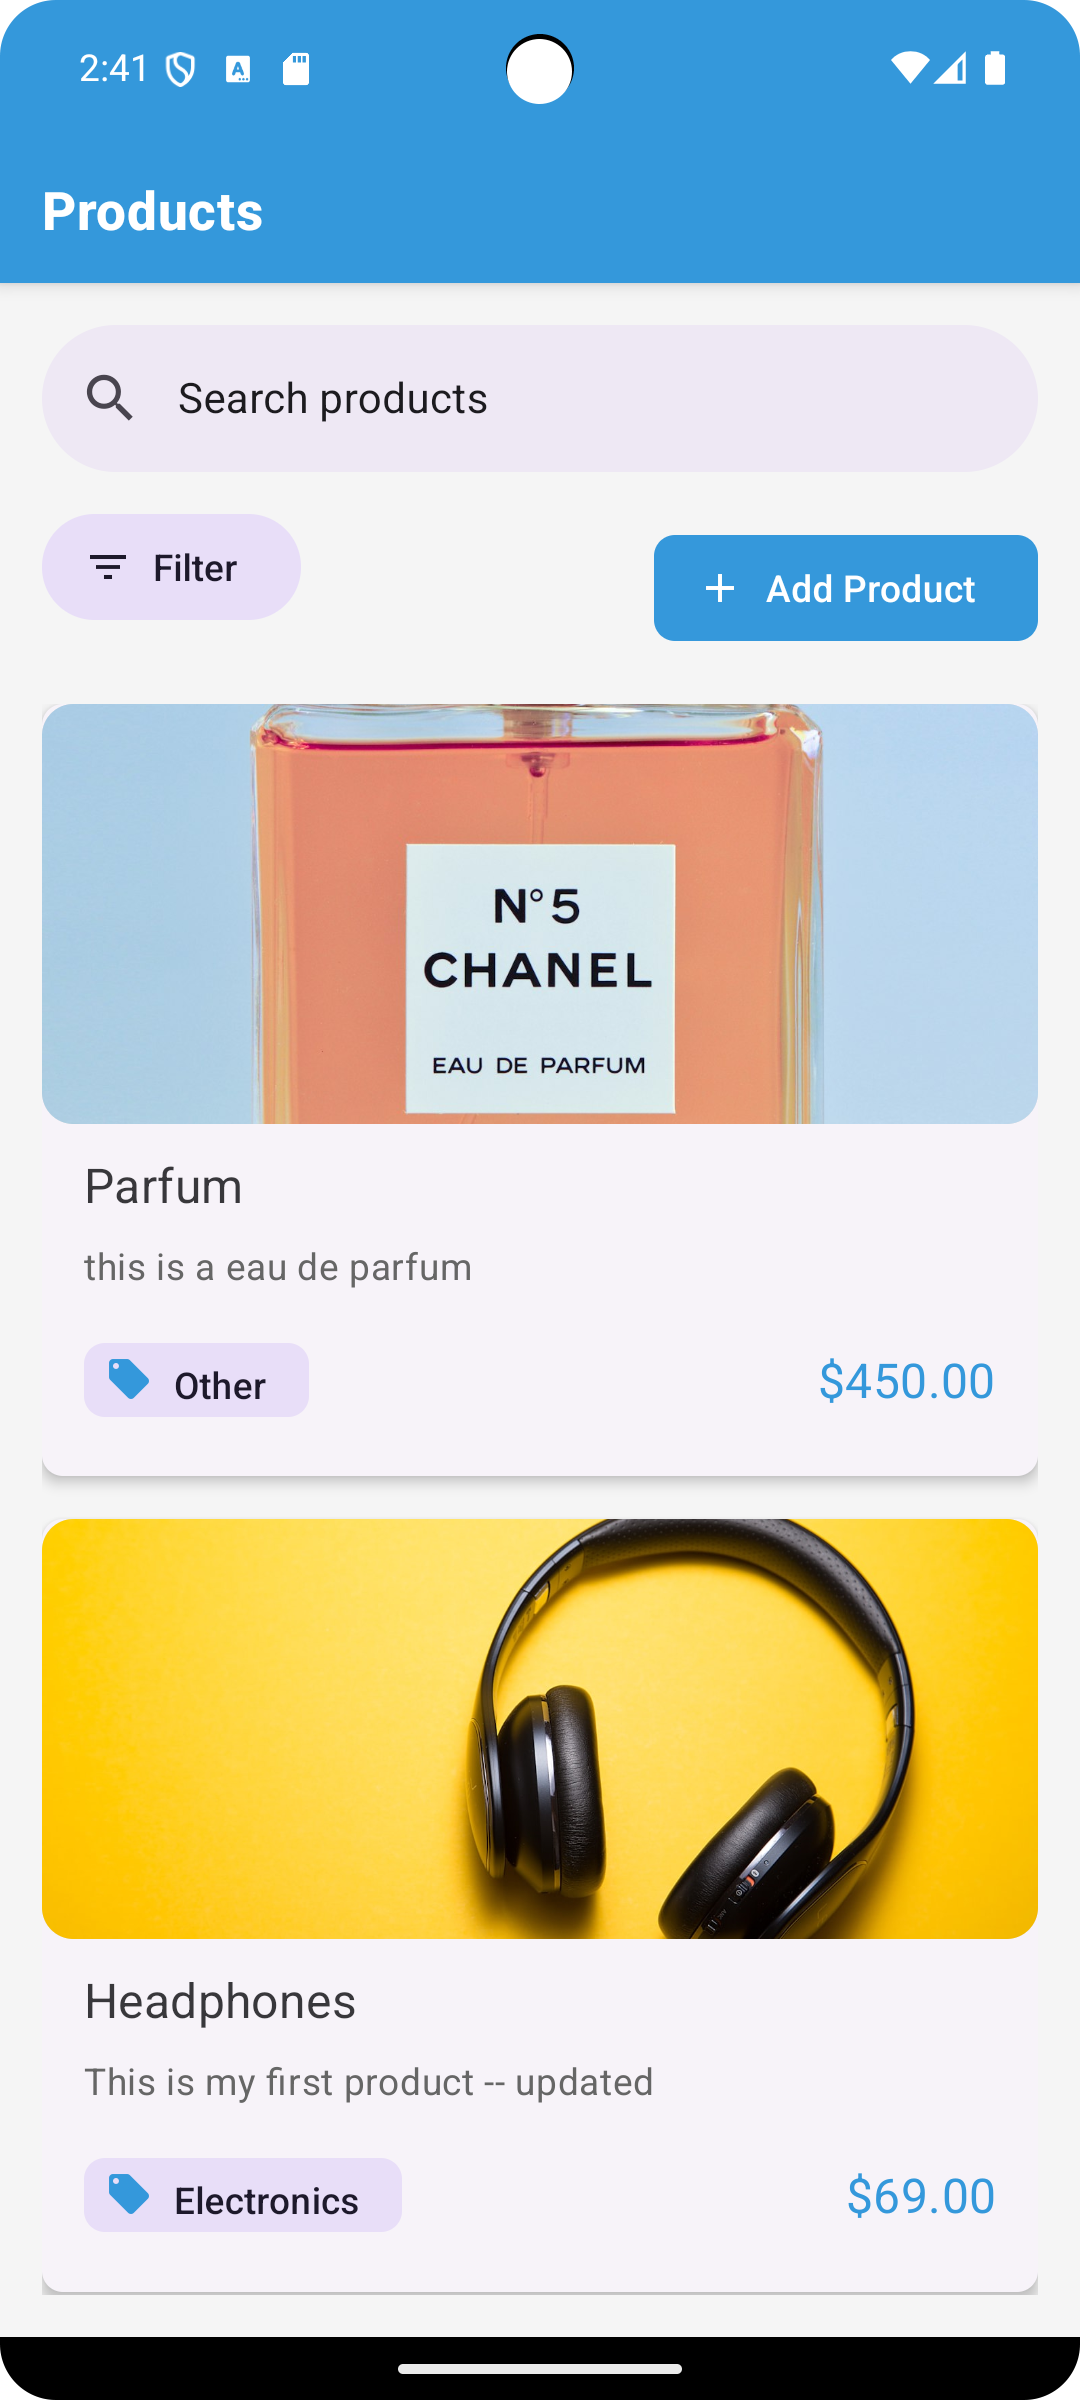 2:41
Products
Search products
Filter
Add Product
N°5
CHANEL
EAU DE PARFUM
Parfum
this is a eau de parfum
Other
$450.00
Headphones
This is my first product -- updated
Electronics
$69.00